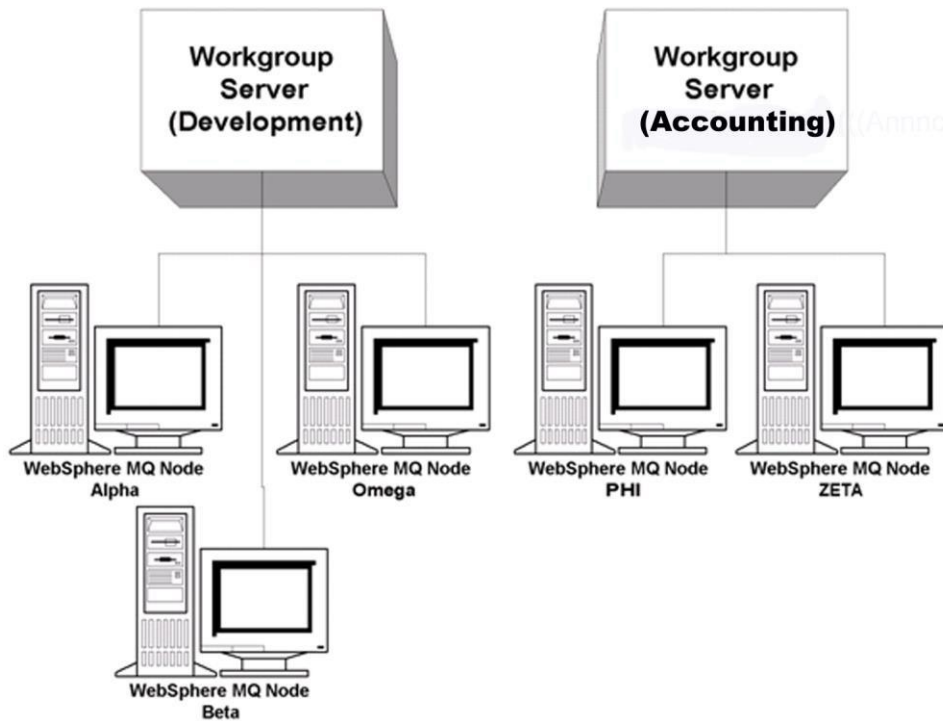 Workgroup
Server
(Development)
Workgroup
Server
(Accounting)
WebSphere MQ Node
Alpha
WebSphere MQ Node
Omega
WebSphere MQ Node
PHI
WebSphere MQ Node
ZETA
WebSphere MQ Node
Beta